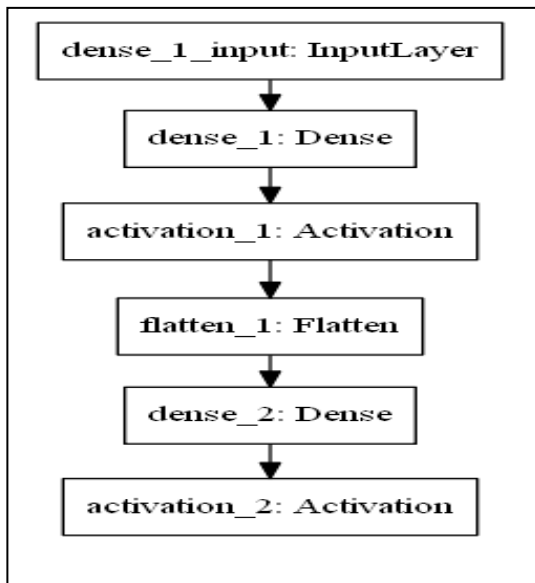 dense_1_input: InputLayer
dense_1: Dense
activation_1: Activation
flatten_1: Flatten
dense_2: Dense
activation_2: Activation